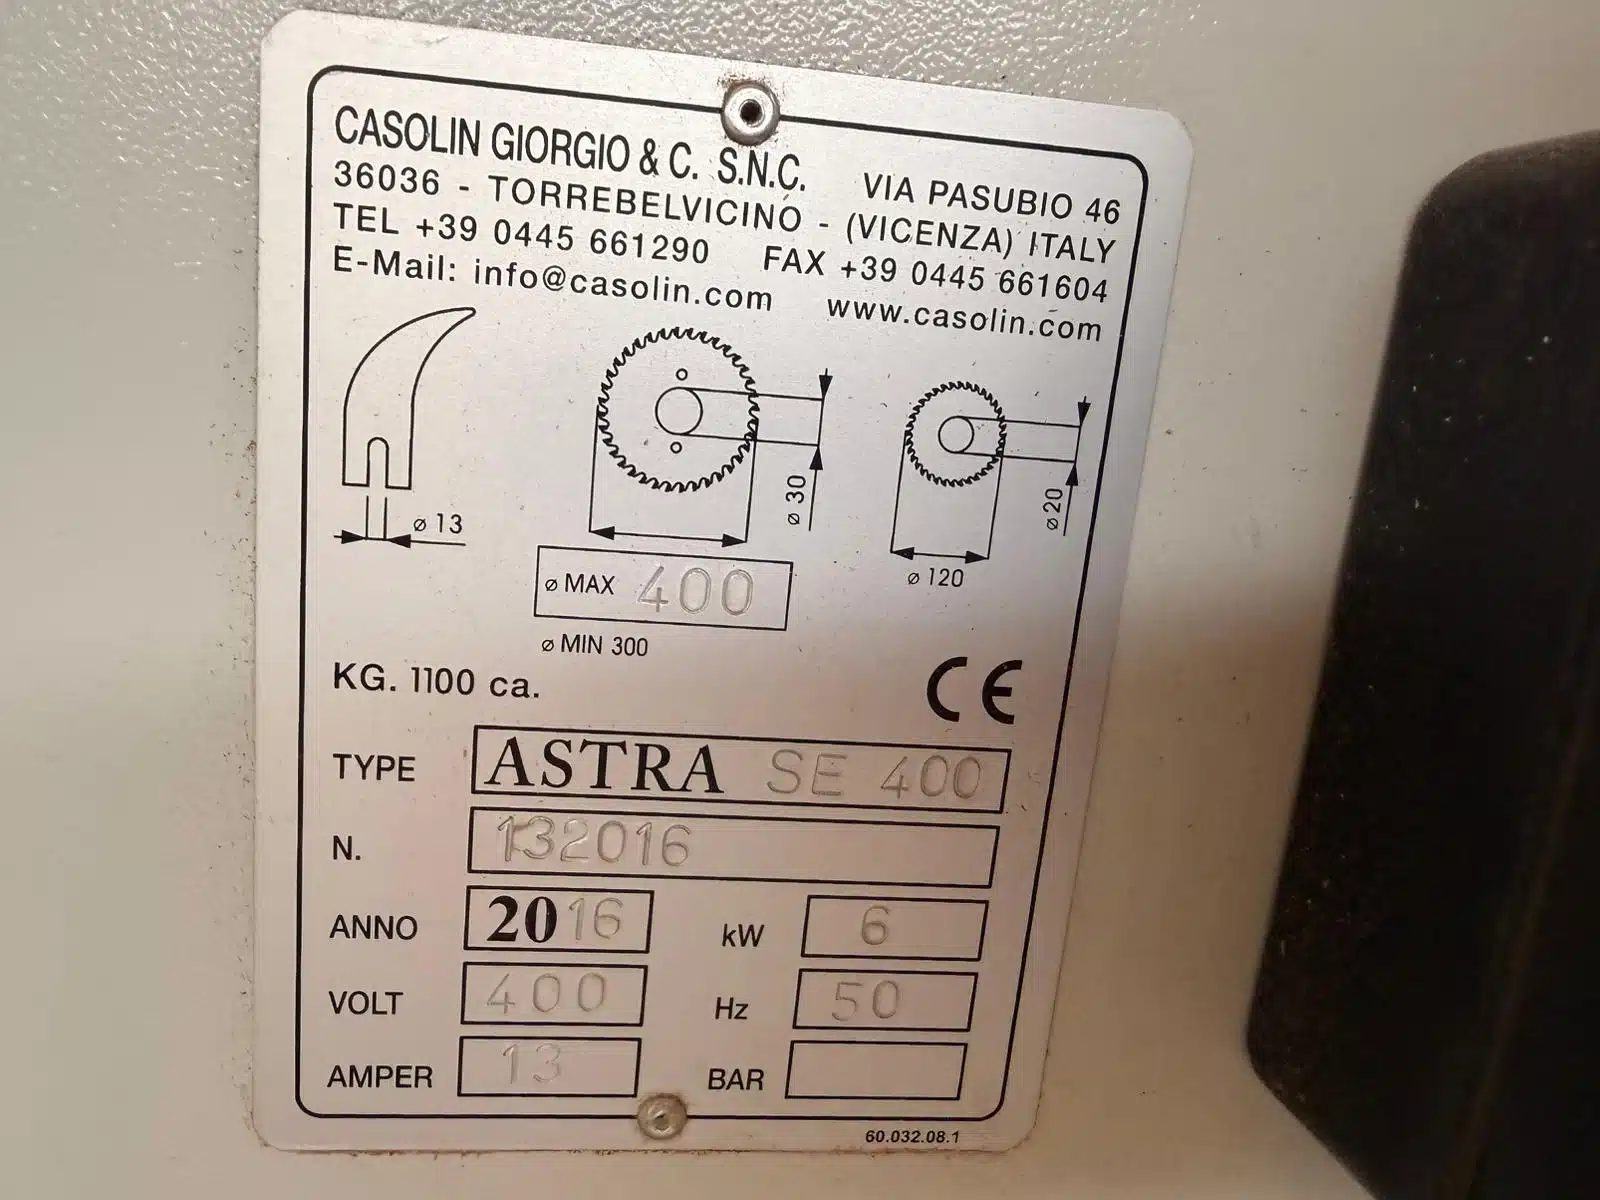 CASOLIN GIORGIO & C. S.N.C. VIA PASUBIO 46
36036 - TORREBELVICINO - (VICENZA) ITALY
TEL +39 0445 661290 FAX +39 0445 661604
E-Mail: info@casolin.com www.casolin.com
⌀ 13
⌀ 30
⌀ 20
⌀ MAX 400
⌀ 120
⌀ MIN 300
KG. 1100 ca.
CE
TYPE ASTRA SE 400
N. 132016
ANNO 2016 kW 6
VOLT 400 Hz 50
AMPER 13 BAR
60.032.08.1